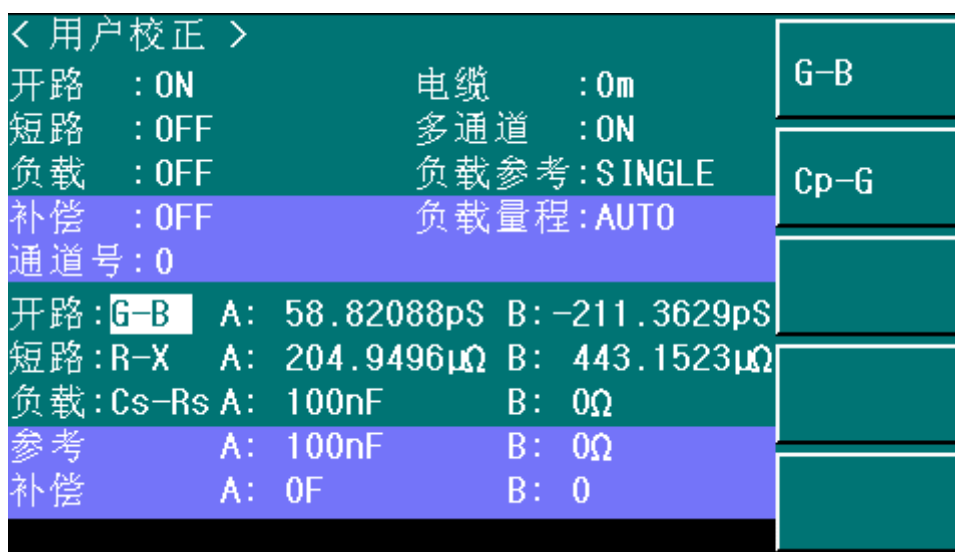 < 用户校正 >
开路 :ON 电缆 :0m
短路 :OFF 多通道 :ON
负载 :OFF 负载参考:SINGLE
补偿 :OFF 负载量程:AUTO
通道号:0
开路:G-B A: 58.82088pS B:-211.3629pS
短路:R-X A: 204.9496μΩ B: 443.1523μΩ
负载:Cs-Rs A: 100nF B: 0Ω
参考 A: 100nF B: 0Ω
补偿 A: 0F B: 0
G-B
Cp-G